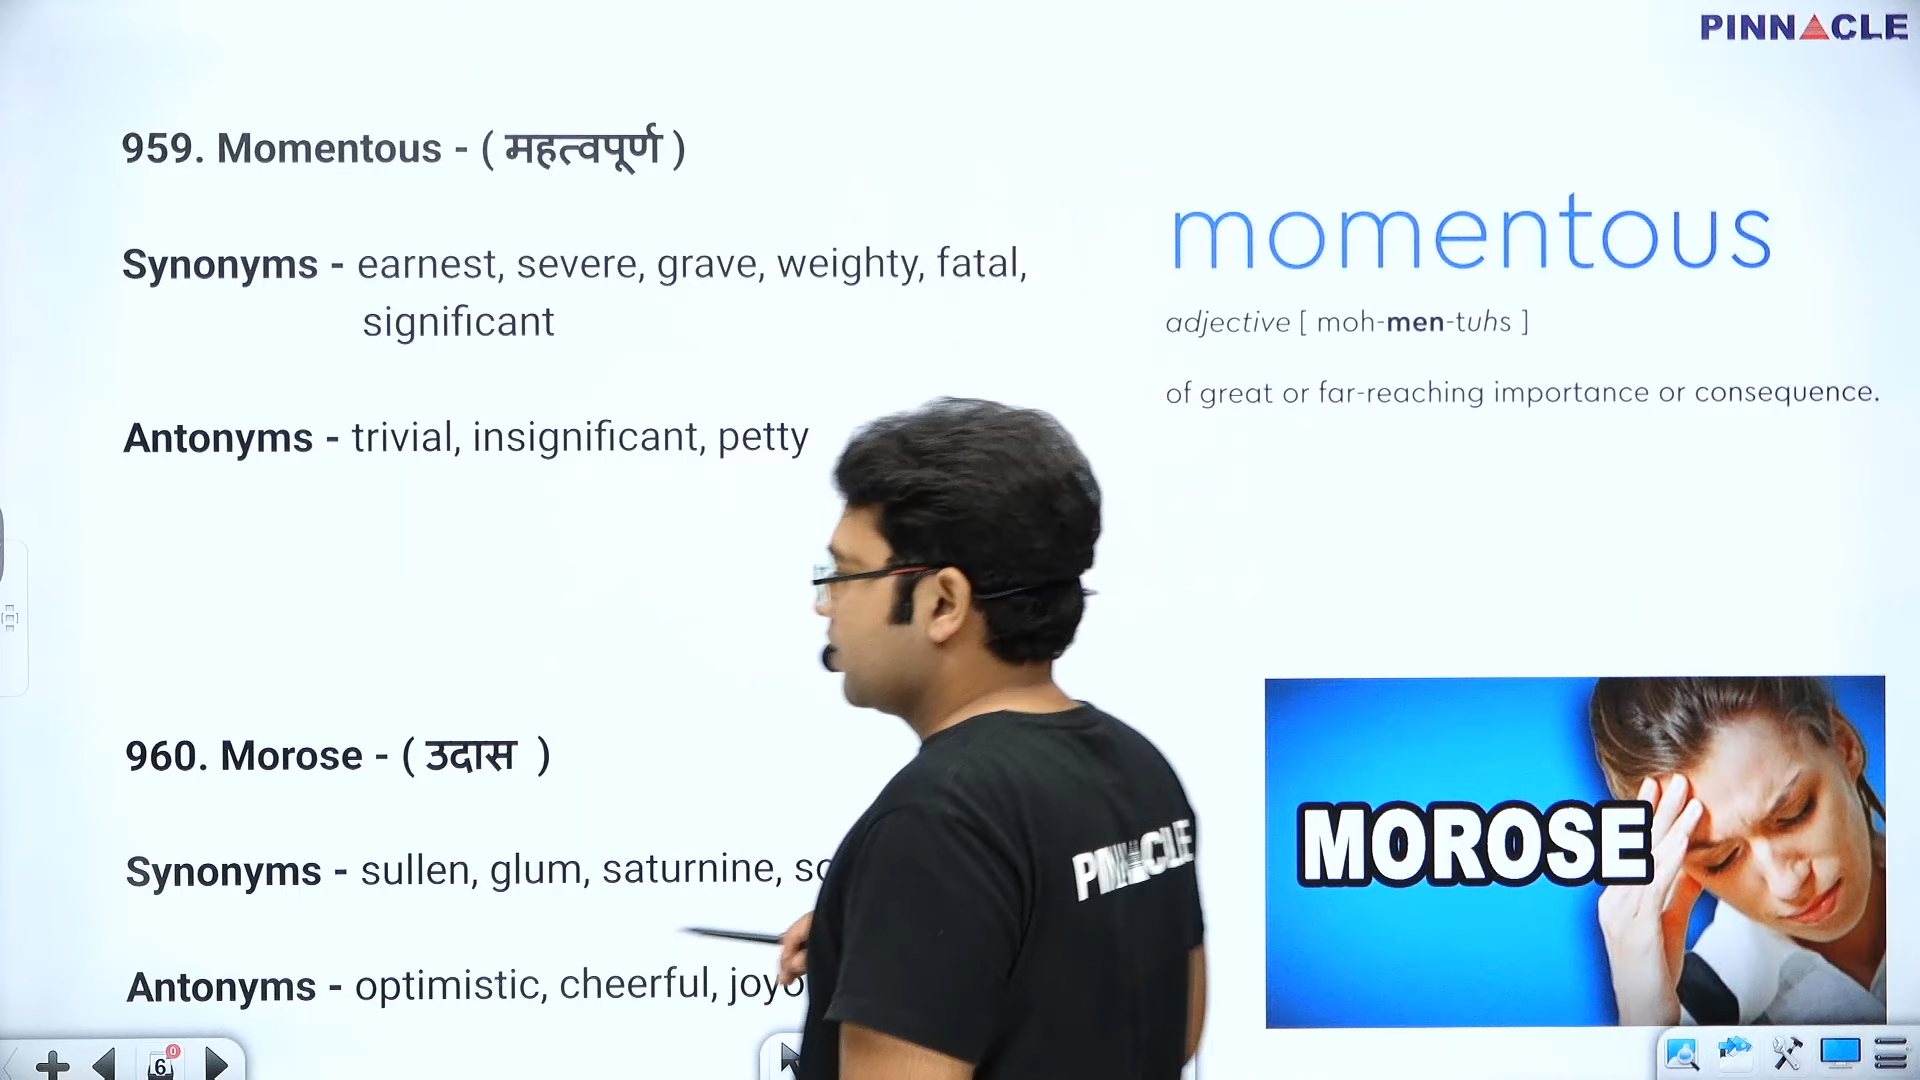 PINNACLE
959. Momentous - ( महत्वपूर्ण )
momentous
Synonyms - earnest, severe, grave, weighty, fatal,
significant
adjective [ moh-men-tuhs ]
of great or far-reaching importance or consequence.
Antonyms - trivial, insignificant, petty
960. Morose - ( उदास )
MOROSE
PINNACLE
Synonyms - sullen, glum, saturnine,
Antonyms - optimistic, cheerful,
6
0